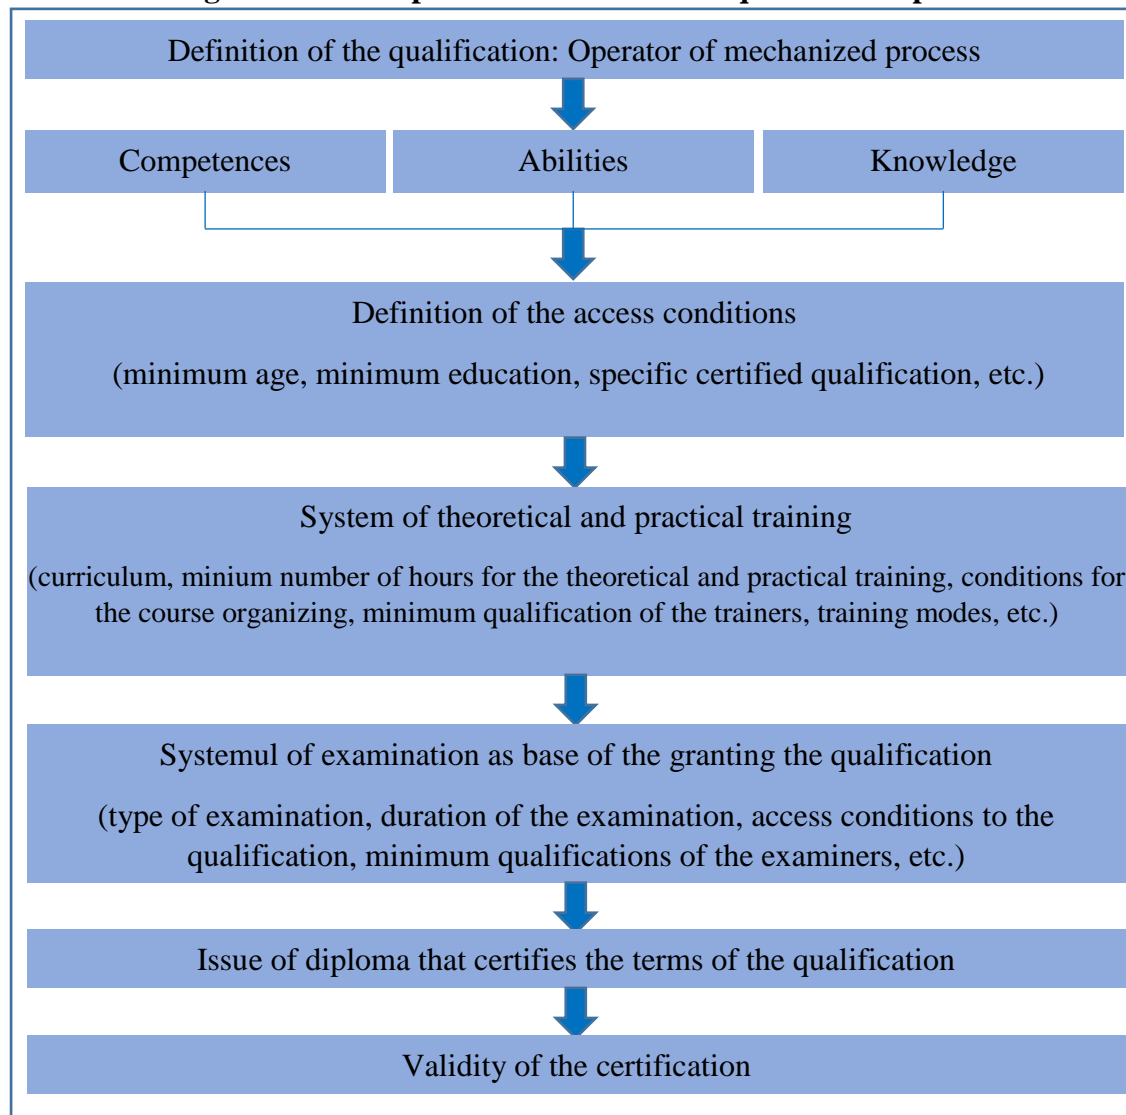 Definition of the qualification: Operator of mechanized process
Competences
Abilities
Knowledge
Definition of the access conditions
(minimum age, minimum education, specific certified qualification, etc.)
System of theoretical and practical training
(curriculum, minium number of hours for the theoretical and practical training, conditions for
the course organizing, minimum qualification of the trainers, training modes, etc.)
Systemul of examination as base of the granting the qualification
(type of examination, duration of the examination, access conditions to the
qualification, minimum qualifications of the examiners, etc.)
Issue of diploma that certifies the terms of the qualification
Validity of the certification